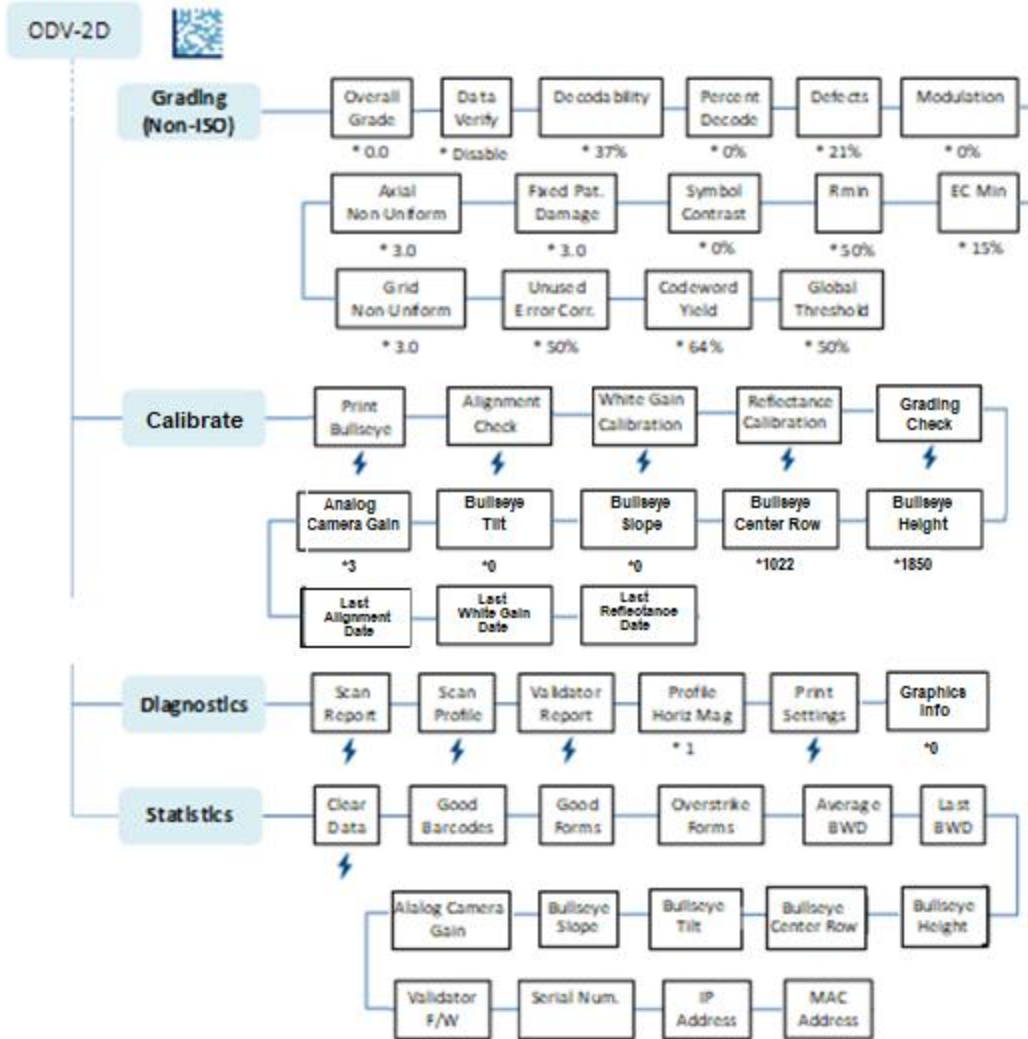 ODV-2D
Grading
(Non-ISO)
Overall
Grade
* 0.0
Data
Verify
* Disable
Decodability
* 37%
Percent
Decode
* 0%
Defects
* 21%
Modulation
* 0%
Axial
Non Uniform
* 3.0
Fixed Pat.
Damage
* 3.0
Symbol
Contrast
* 0%
Rmin
* 50%
EC Min
* 15%
Grid
Non Uniform
* 3.0
Unused
Error Corr.
* 50%
Codeword
Yield
* 64%
Global
Threshold
* 50%
Calibrate
Print
Bullseye
Alignment
Check
White Gain
Calibration
Reflectance
Calibration
Grading
Check
Analog
Camera Gain
*3
Bullseye
Tilt
*0
Bullseye
Slope
*0
Bullseye
Center Row
*1022
Bullseye
Height
*1850
Last
Alignment
Date
Last
White Gain
Date
Last
Reflectance
Date
Diagnostics
Scan
Report
Scan
Profile
Validator
Report
Profile
Horiz Mag
* 1
Print
Settings
Graphics
Info
*0
Statistics
Clear
Data
Good
Barcodes
Good
Forms
Overstrike
Forms
Average
BWD
Last
BWD
Alalog Camera
Gain
Bullseye
Slope
Bullseye
Tilt
Bullseye
Center Row
Bullseye
Height
Validator
F/W
Serial Num.
IP
Address
MAC
Address